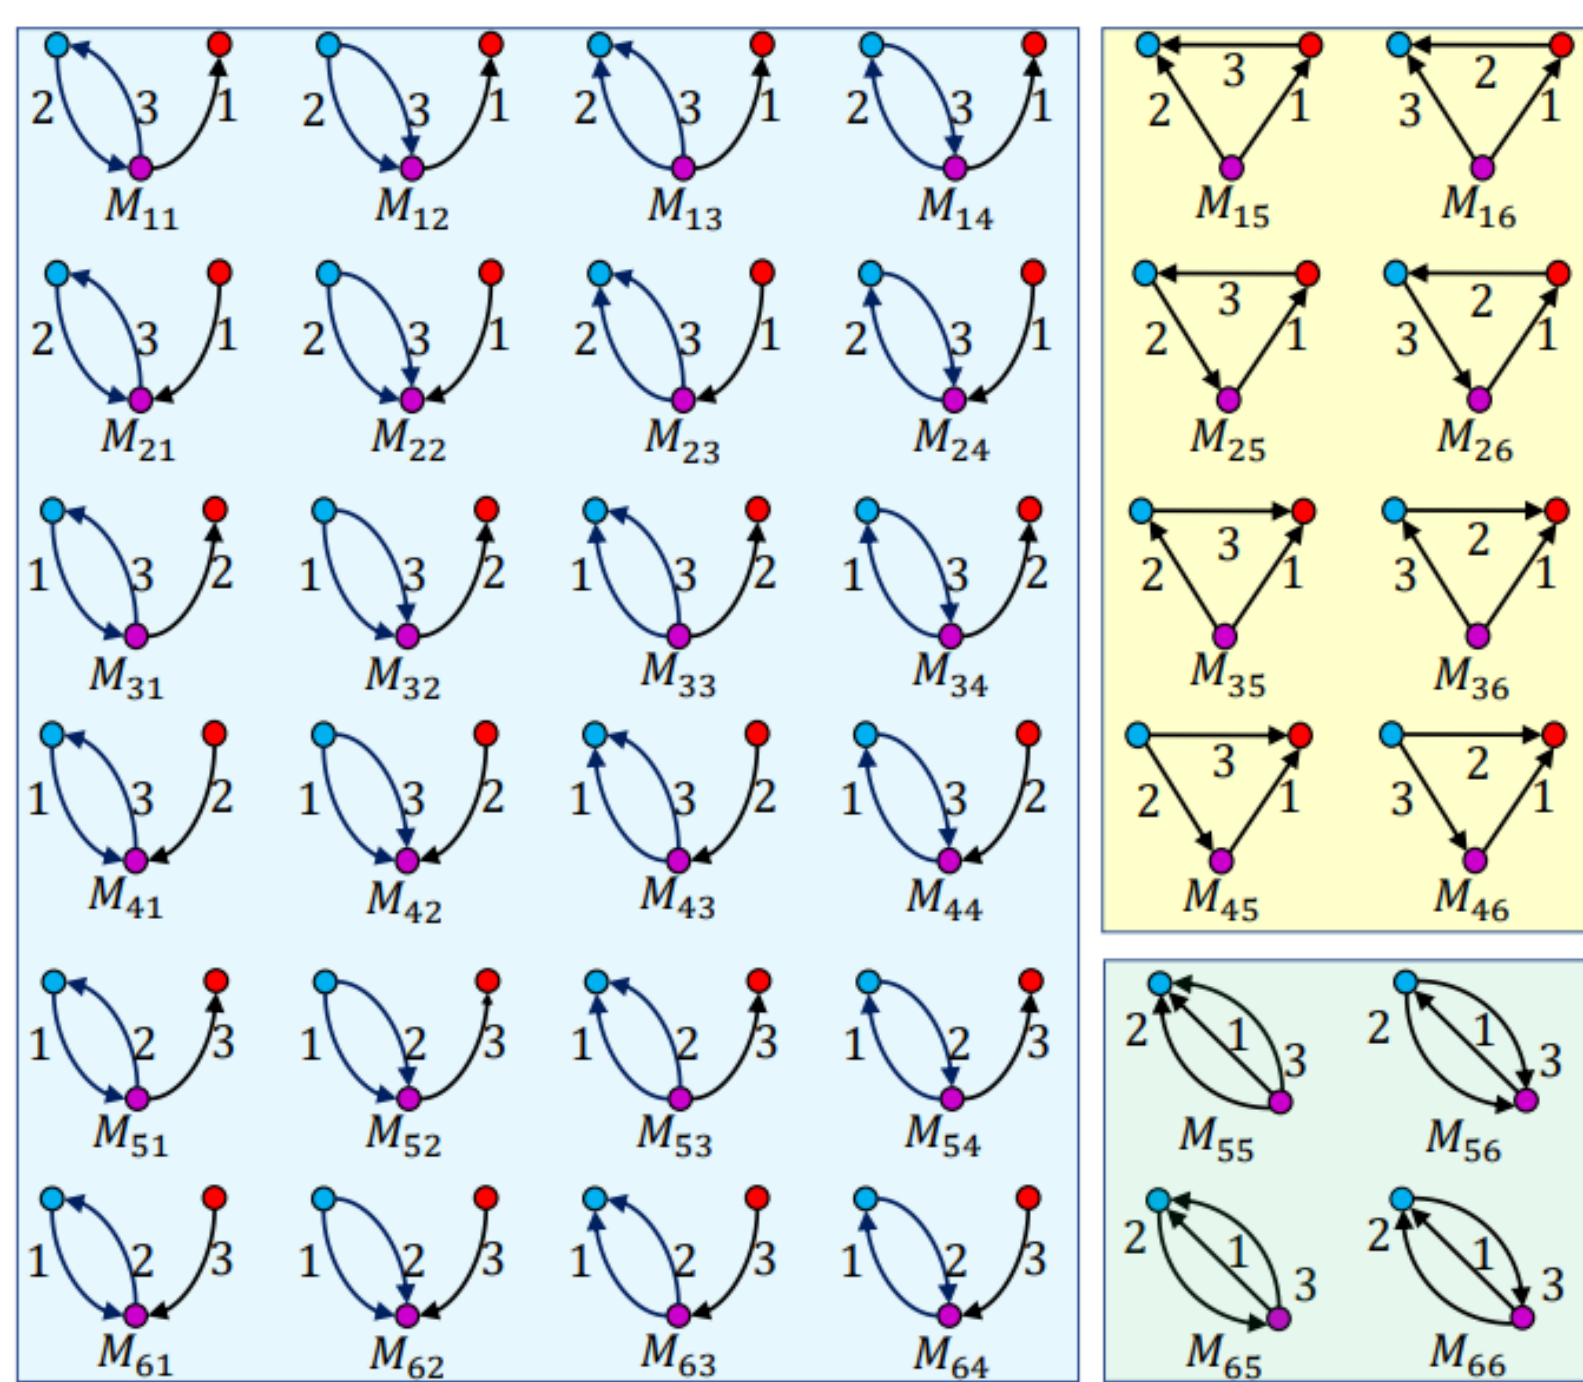 2 3 1 2 3 1 2 3 1 2 3 1
M11 M12 M13 M14
2 3 1 2 3 1 2 3 1 2 3 1
M21 M22 M23 M24
1 3 2 1 3 2 1 3 2 1 3 2
M31 M32 M33 M34
1 3 2 1 3 2 1 3 2 1 3 2
M41 M42 M43 M44
1 2 3 1 2 3 1 2 3 1 2 3
M51 M52 M53 M54
1 2 3 1 2 3 1 2 3 1 2 3
M61 M62 M63 M64
3 2
2 1 3 1
M15 M16
3 2
2 1 3 1
M25 M26
3 2
2 1 3 1
M35 M36
3 2
2 1 3 1
M45 M46
2 1 3 2 1 3
M55 M56
2 1 3 2 1 3
M65 M66